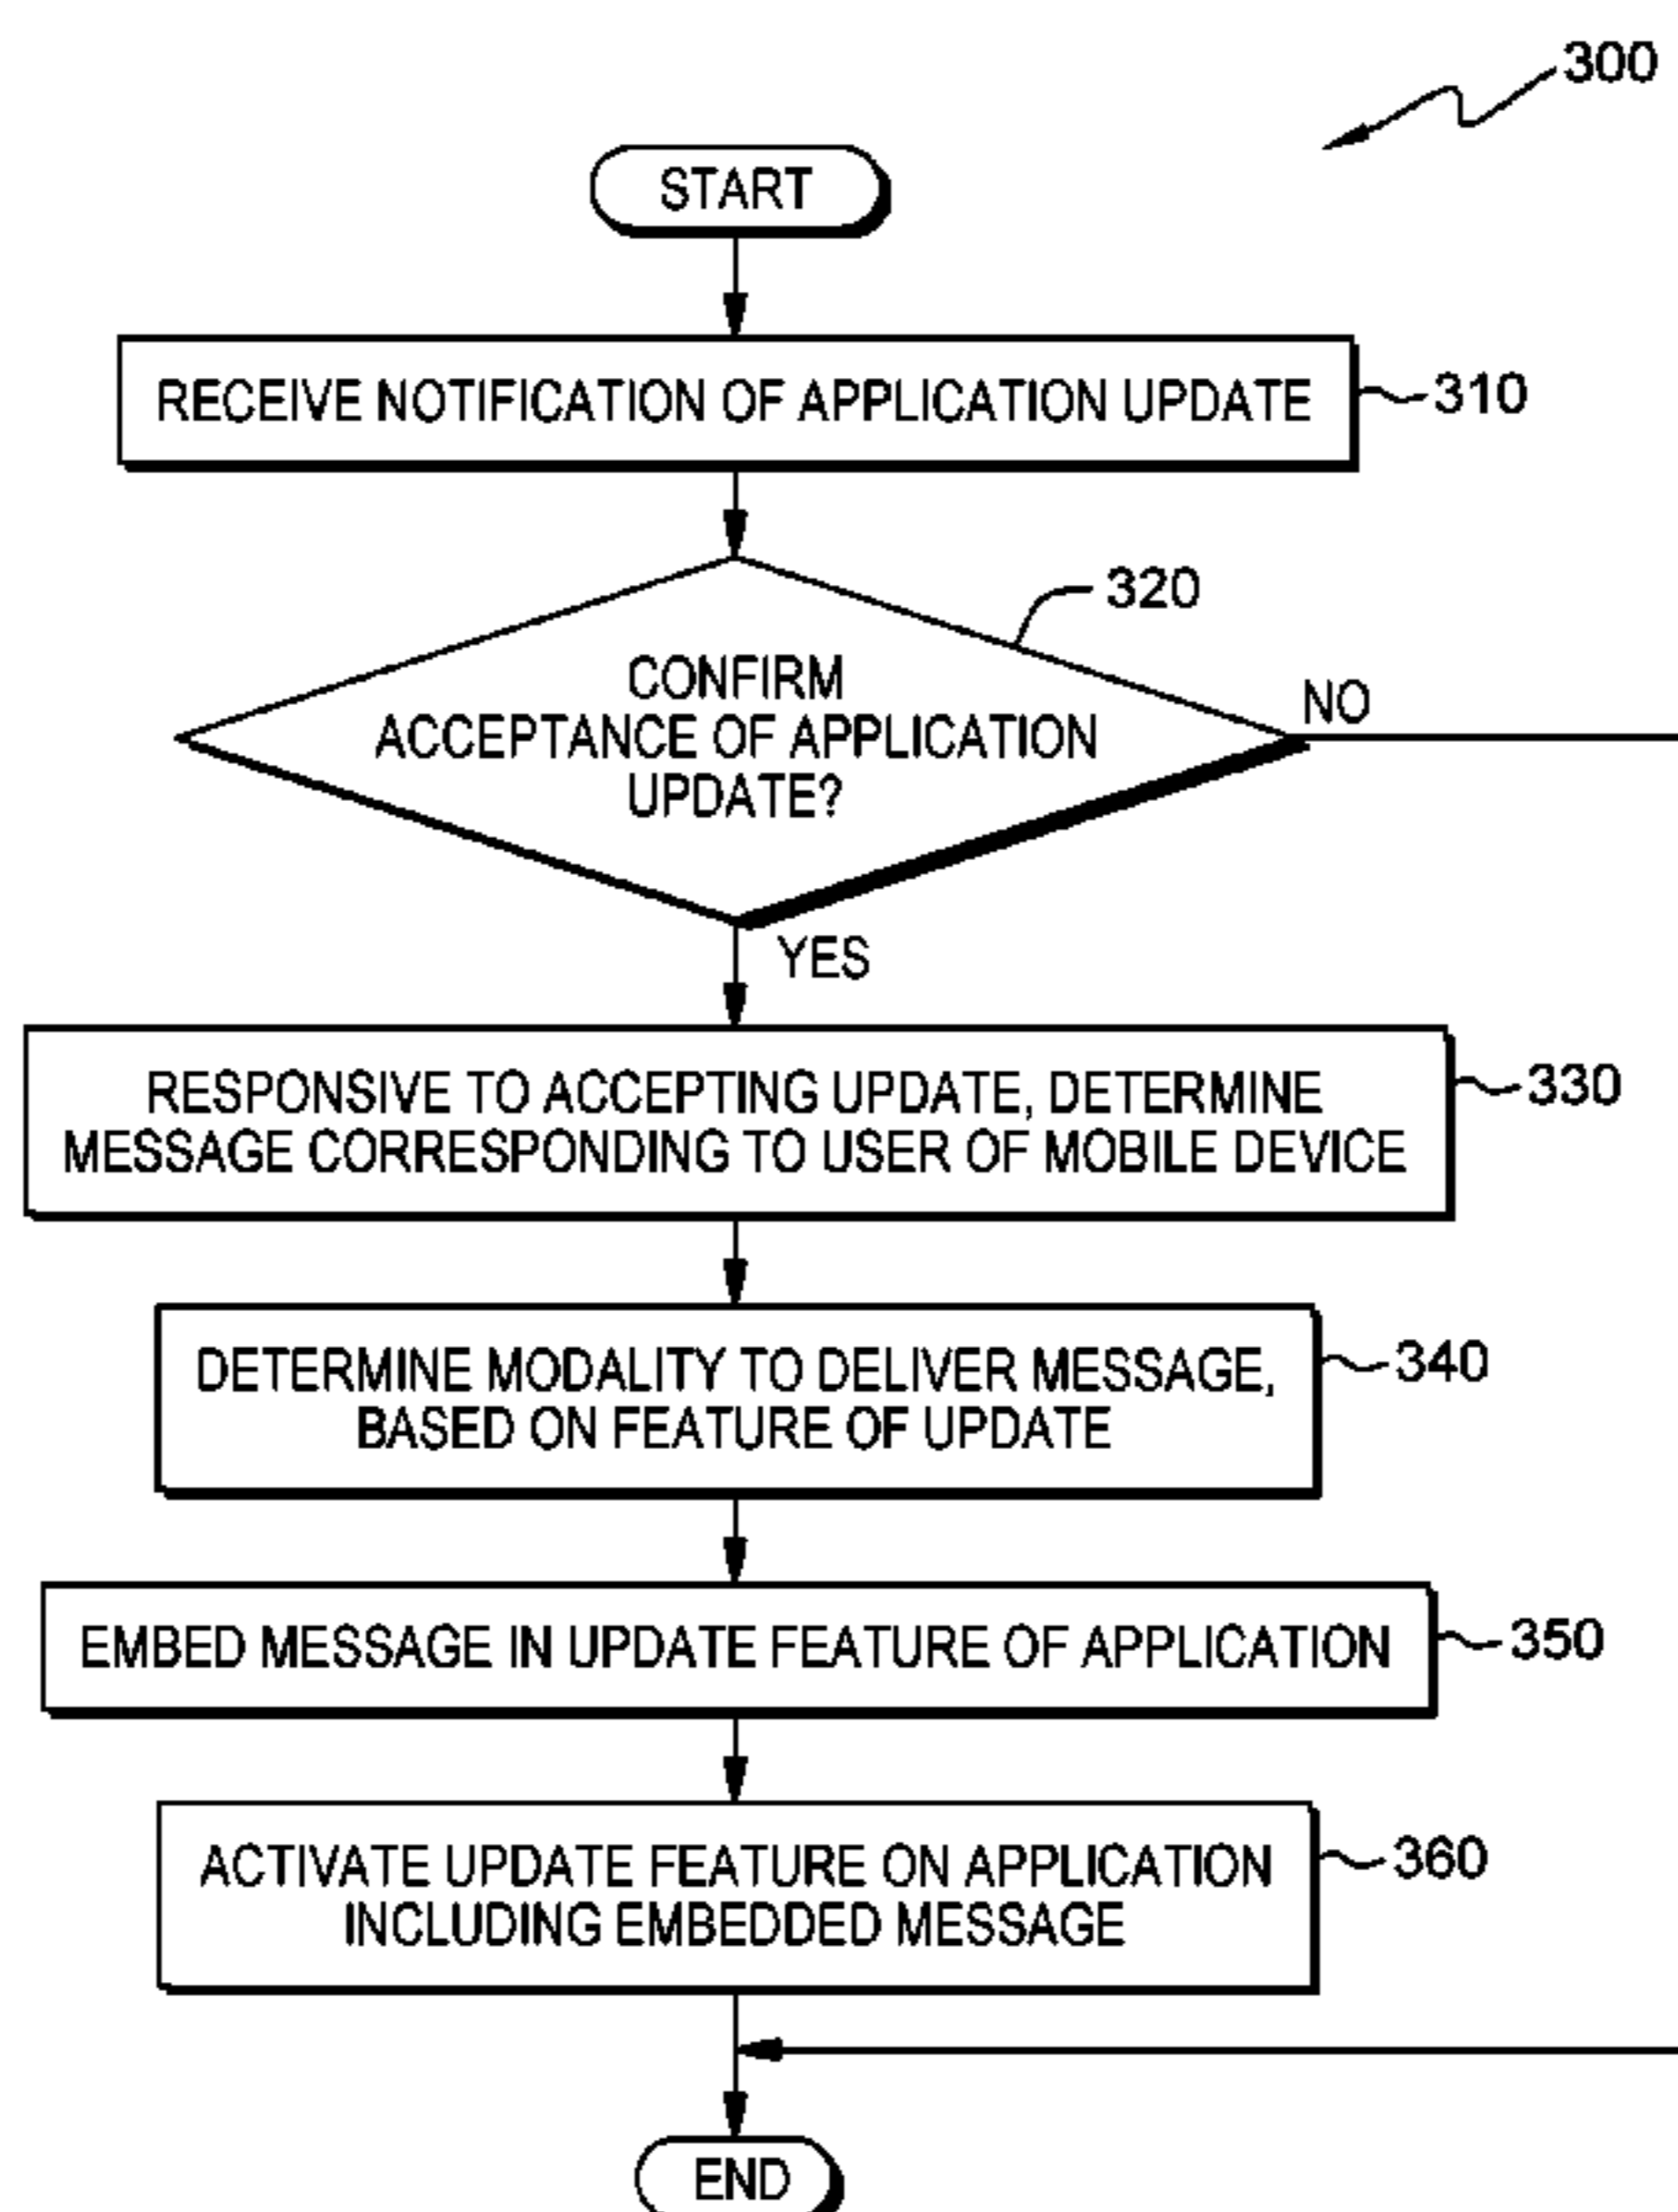 300
START
RECEIVE NOTIFICATION OF APPLICATION UPDATE
310
320
CONFIRM
ACCEPTANCE OF APPLICATION
UPDATE?
NO
YES
RESPONSIVE TO ACCEPTING UPDATE, DETERMINE
MESSAGE CORRESPONDING TO USER OF MOBILE DEVICE
330
DETERMINE MODALITY TO DELIVER MESSAGE,
BASED ON FEATURE OF UPDATE
340
EMBED MESSAGE IN UPDATE FEATURE OF APPLICATION
350
ACTIVATE UPDATE FEATURE ON APPLICATION
INCLUDING EMBEDDED MESSAGE
360
END